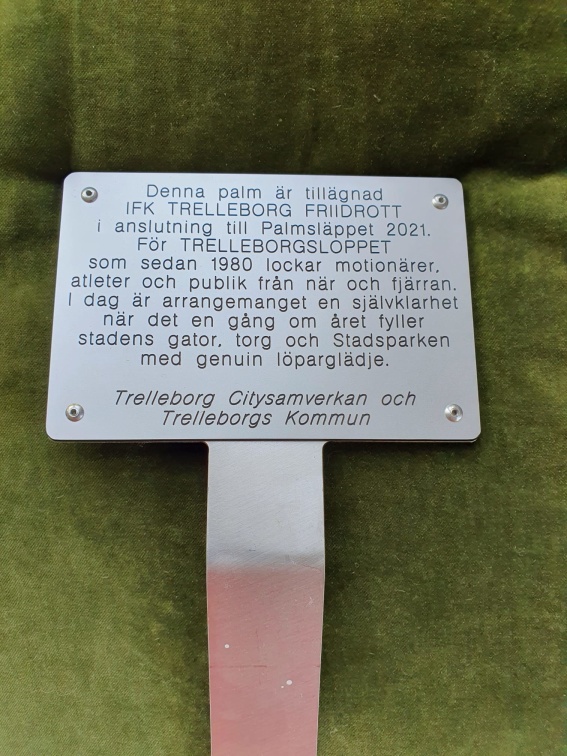 Denna palm är tillägnad
IFK TRELLEBORG FRIIDROTT
i anslutning till Palmsläppet 2021.
För TRELLEBORGSLOPPET
som sedan 1980 lockar motionärer,
atleter och publik från när och fjärran.
I dag är arrangemanget en självklarhet
när det en gång om året fyller
stadens gator, torg och Stadsparken
med genuin löparglädje.
Trelleborg Citysamverkan och
Trelleborgs Kommun